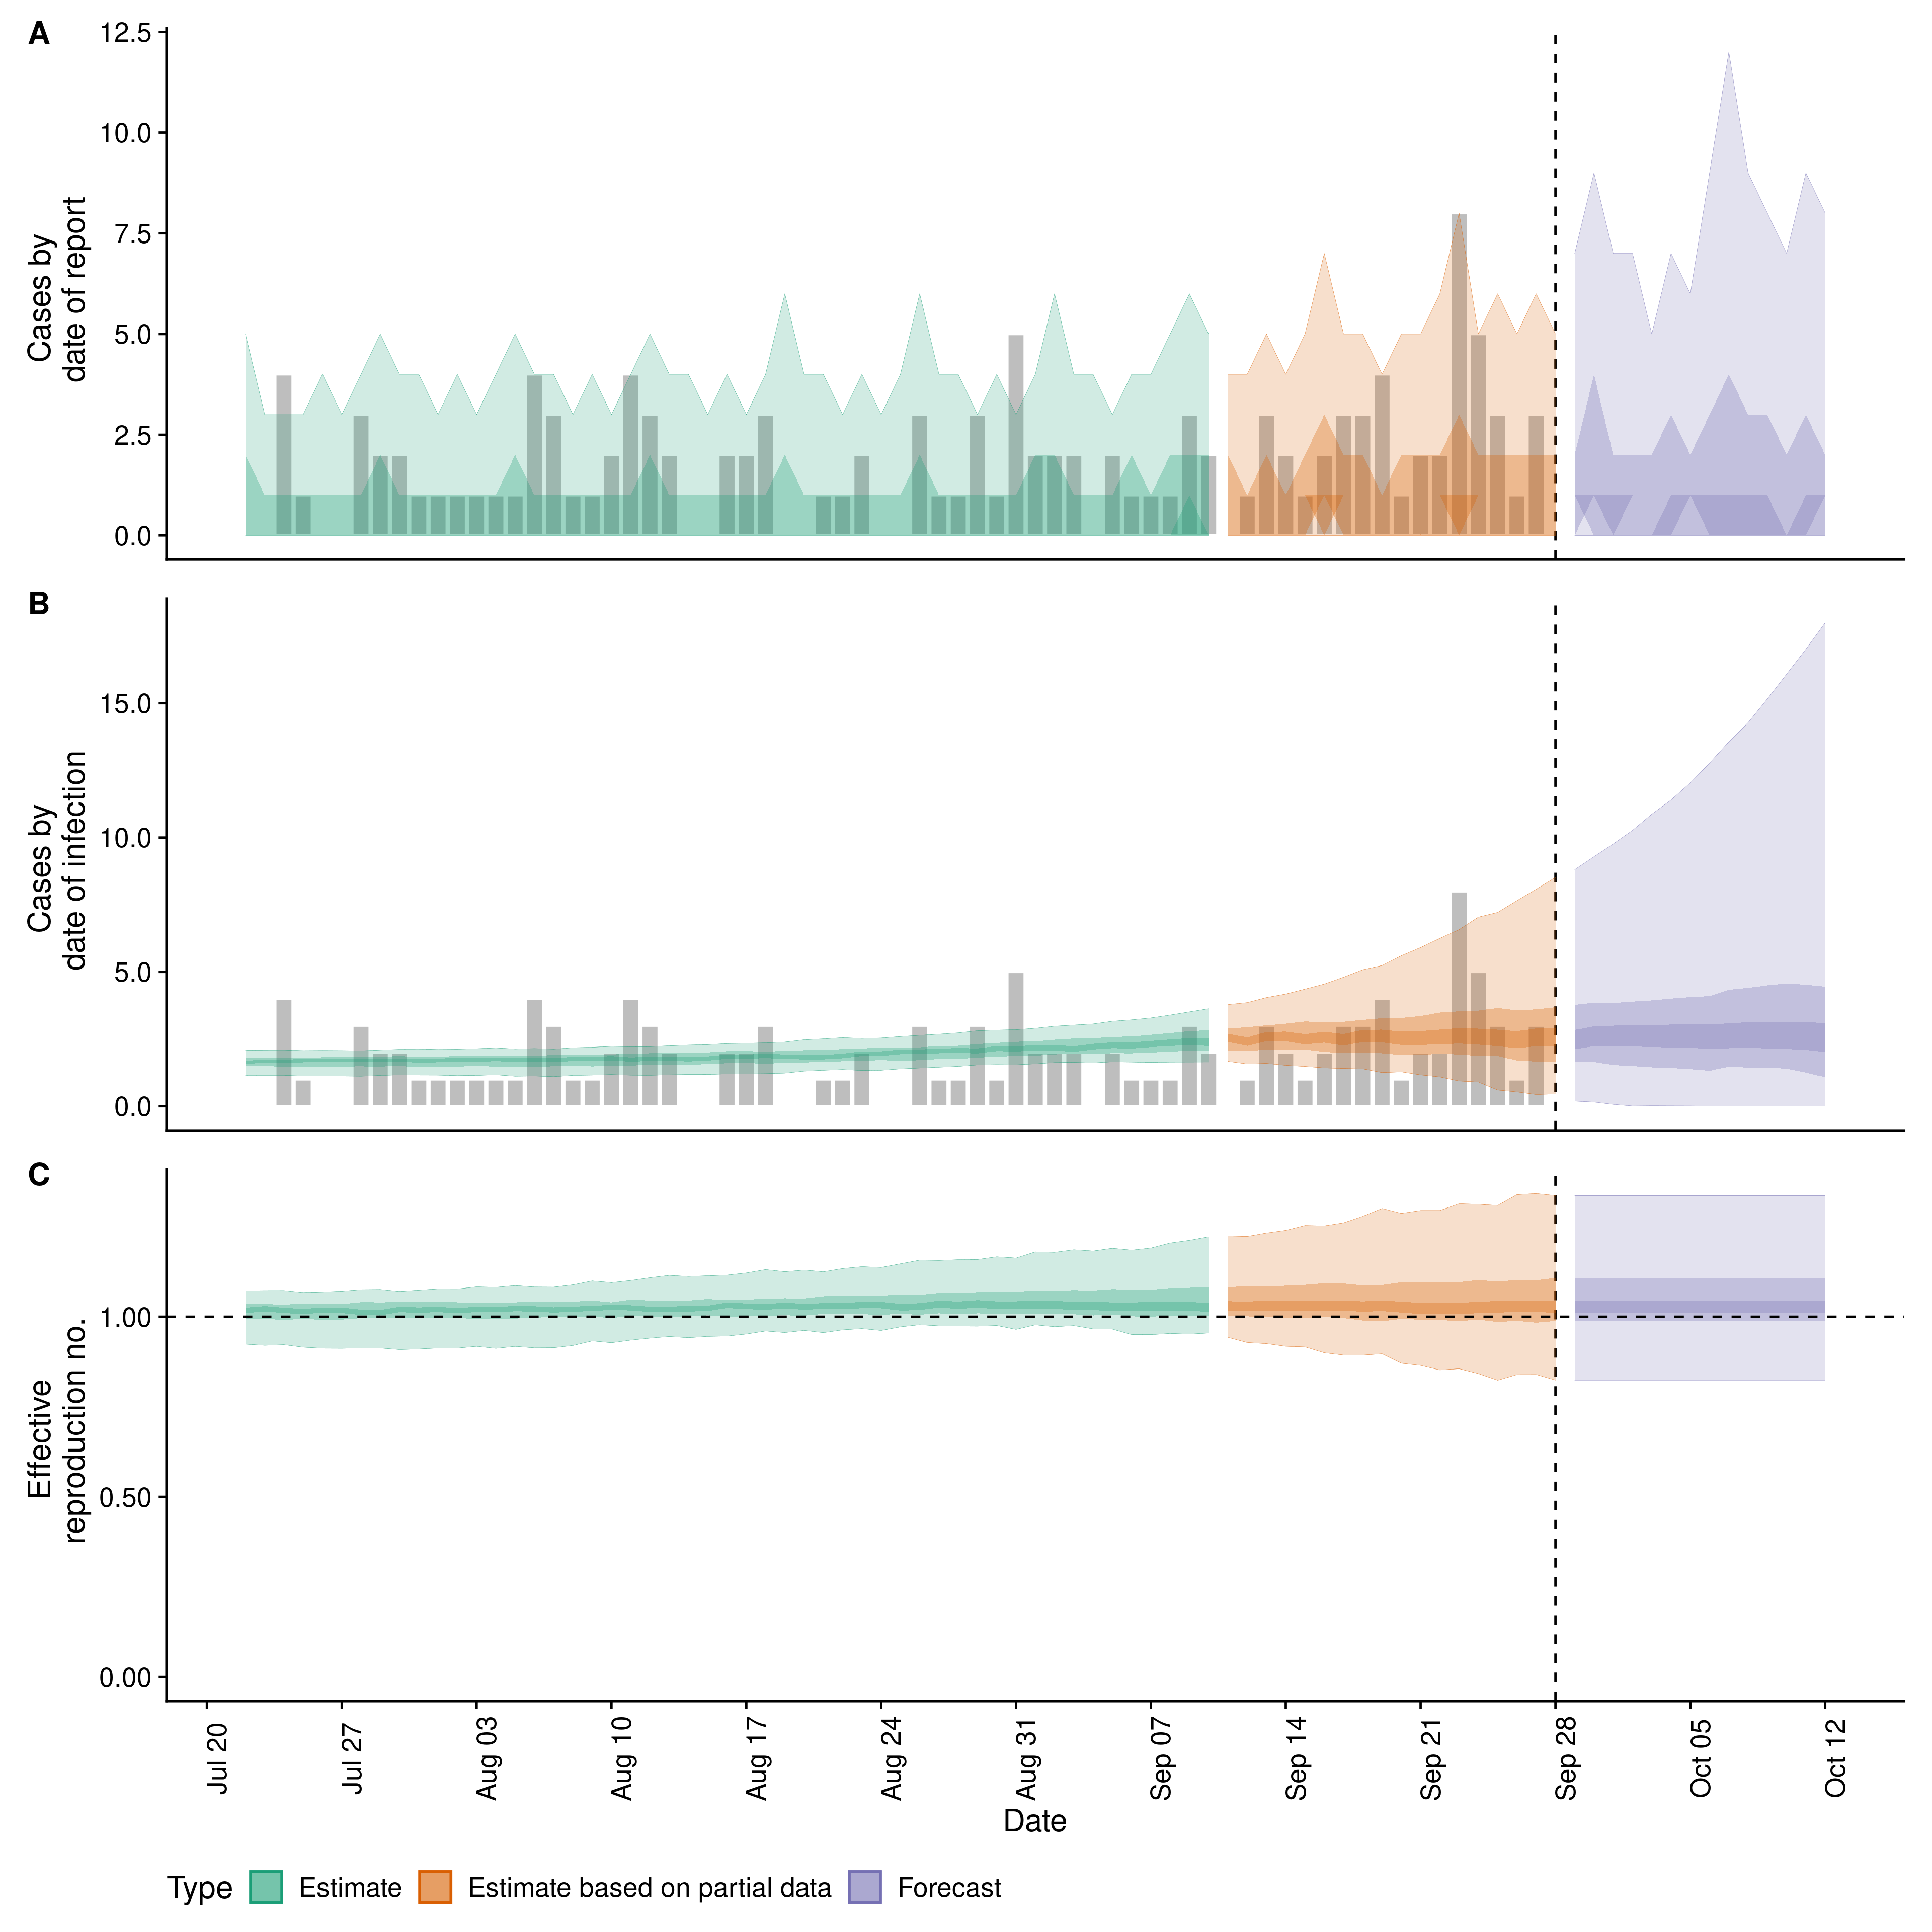 A
12.5
10.0
7.5
5.0
2.5
0.0
Cases by
date of report
B
15.0
10.0
5.0
0.0
Cases by
date of infection
C
1.00
0.50
0.00
Effective
reproduction no.
Jul 20
Jul 27
Aug 03
Aug 10
Aug 17
Aug 24
Aug 31
Sep 07
Sep 14
Sep 21
Sep 28
Oct 05
Oct 12
Date
Type Estimate Estimate based on partial data Forecast